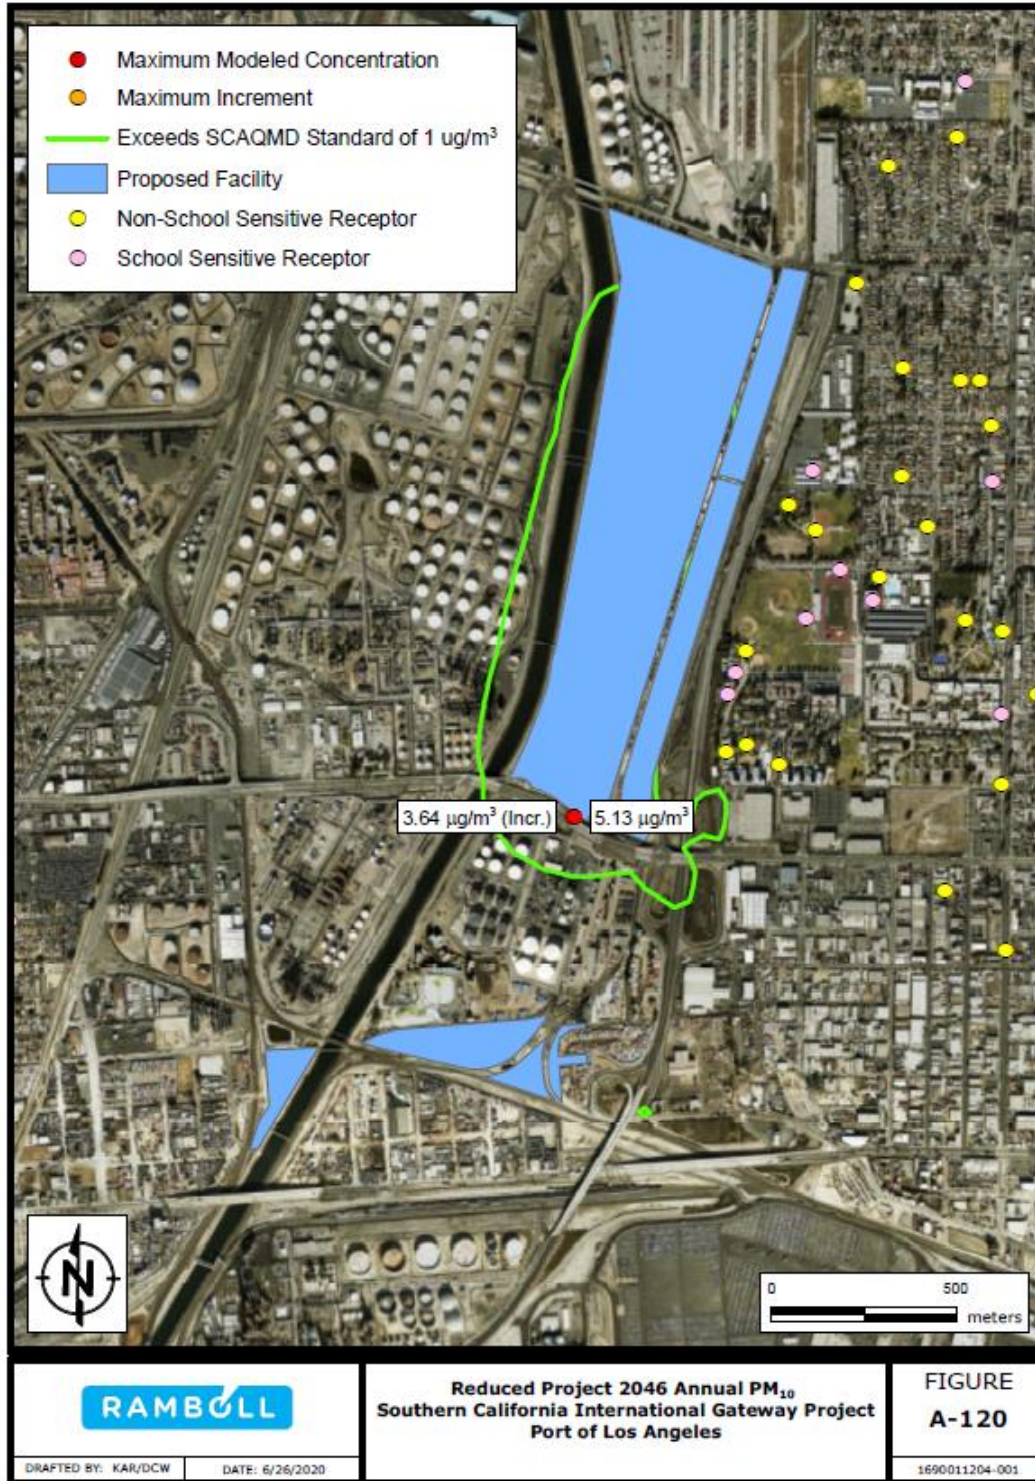 Maximum Modeled Concentration
Maximum Increment
Exceeds SCAQMD Standard of 1 ug/m³
Proposed Facility
Non-School Sensitive Receptor
School Sensitive Receptor
3.64 µg/m³ (Incr.)
5.13 µg/m³
N
0 500
meters
RAMBOLL
DRAFTED BY: KAR/DCW
DATE: 6/26/2020
Reduced Project 2046 Annual PM₁₀
Southern California International Gateway Project
Port of Los Angeles
FIGURE
A-120
1690011204-001